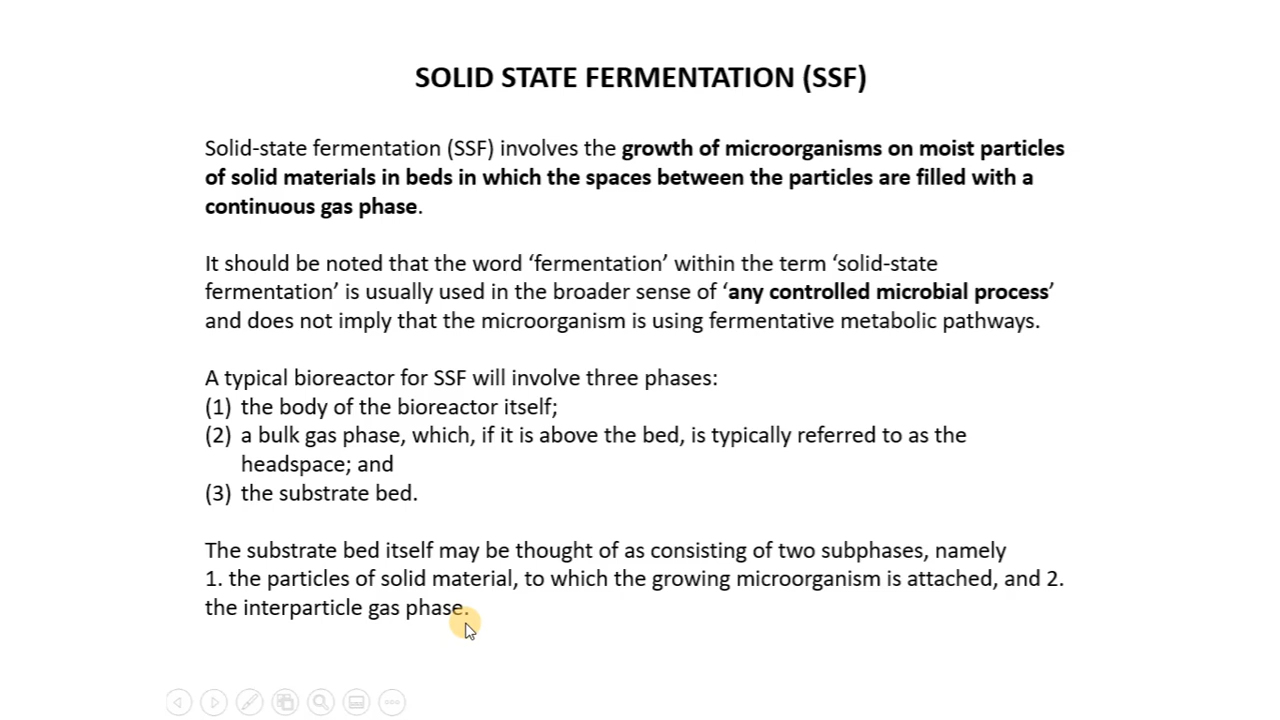 SOLID STATE FERMENTATION (SSF)
Solid-state fermentation (SSF) involves the growth of microorganisms on moist particles
of solid materials in beds in which the spaces between the particles are filled with a
continuous gas phase.
It should be noted that the word ‘fermentation’ within the term ‘solid-state
fermentation’ is usually used in the broader sense of ‘any controlled microbial process’
and does not imply that the microorganism is using fermentative metabolic pathways.
A typical bioreactor for SSF will involve three phases:
(1) the body of the bioreactor itself;
(2) a bulk gas phase, which, if it is above the bed, is typically referred to as the
headspace; and
(3) the substrate bed.
The substrate bed itself may be thought of as consisting of two subphases, namely
1. the particles of solid material, to which the growing microorganism is attached, and 2.
the interparticle gas phase.